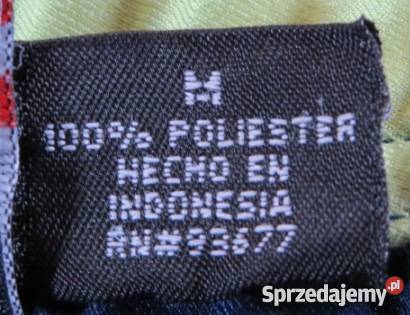 M
100% POLIESTER
HECHO EN
INDONESIA
RN#93677
Sprzedajemy.pl